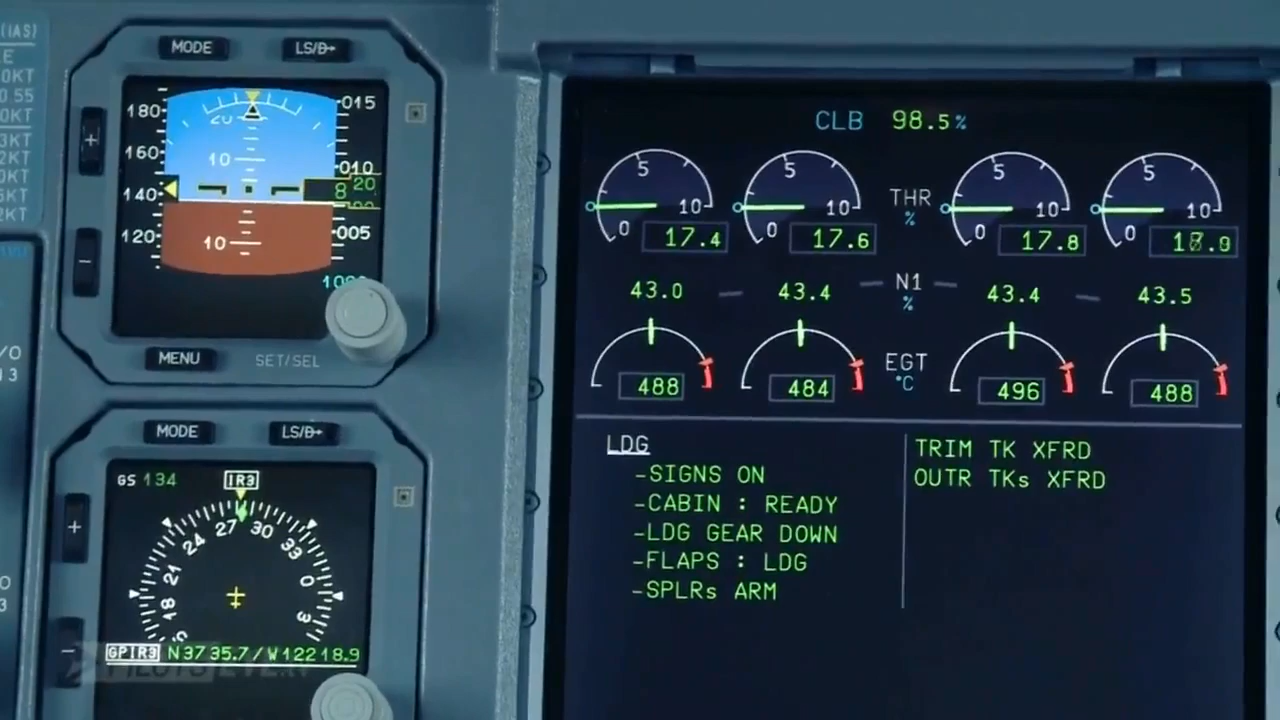 (IAS)
MODE
LS/D
180
20
015
160
10
010
140
8 20
120
10
005
MENU
SET/SEL
MODE
LS/D
GS 134
IR3
18 21 24 27 30 33 0 3
GPIR3 N37 35.7/W122 18.9
CLB 98.5%
5 5 THR 5 5
0 10 0 10 % 0 10 0 10
17.4 17.6 17.8
43.0 43.4 N1 43.4 43.5
%
EGT
488 484 °C 496 488
LDG
-SIGNS ON
-CABIN : READY
-LDG GEAR DOWN
-FLAPS : LDG
-SPLRs ARM
TRIM TK XFRD
OUTR TKs XFRD